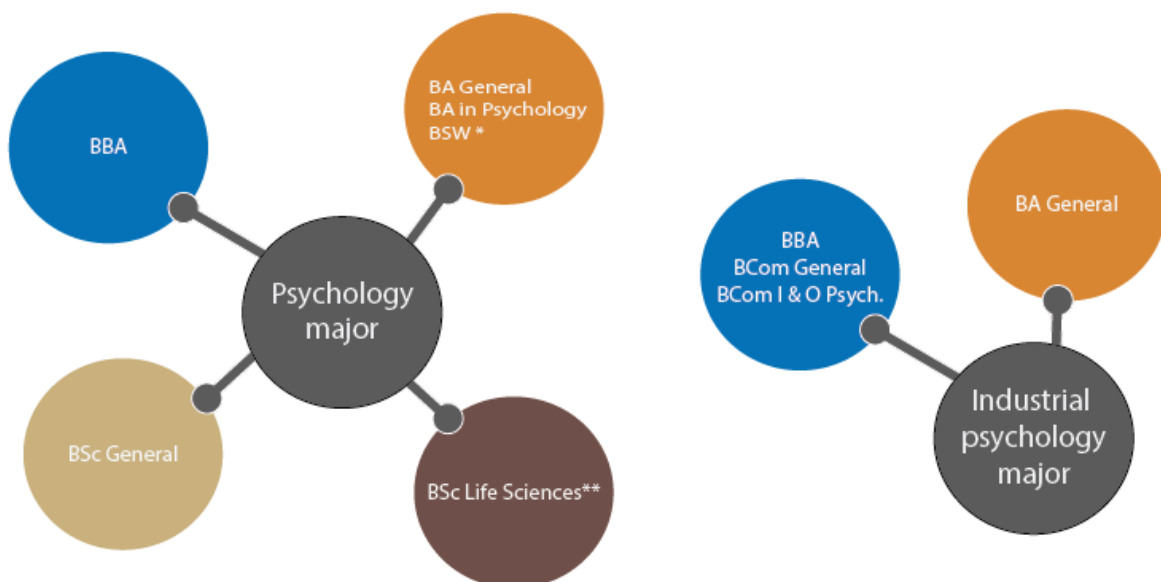 BBA
BA General
BA in Psychology
BSW *
Psychology
major
BSc General
BSc Life Sciences**
BBA
BCom General
BCom I & O Psych.
BA General
Industrial
psychology
major